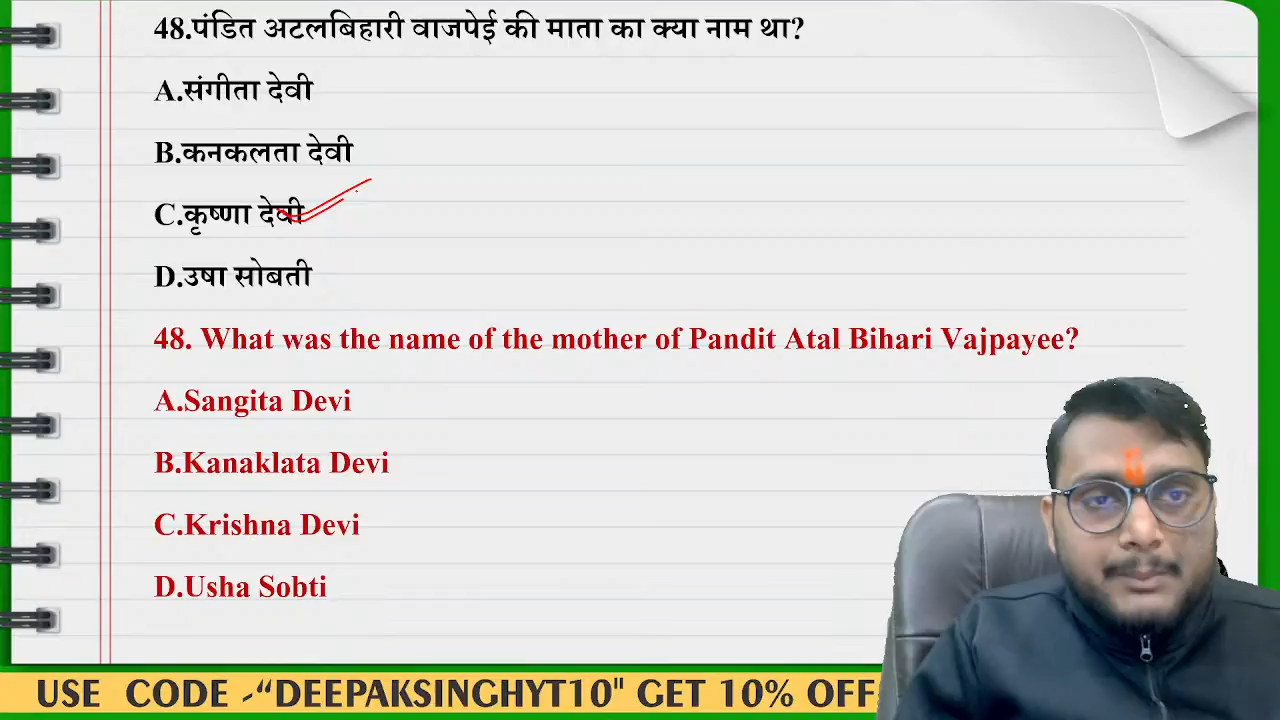 48.पंडित अटलबिहारी वाजपेई की माता का क्या नाम था?
A.संगीता देवी
B.कनकलता देवी
C.कृष्णा देवी
D.उषा सोबती
48. What was the name of the mother of Pandit Atal Bihari Vajpayee?
A.Sangita Devi
B.Kanaklata Devi
C.Krishna Devi
D.Usha Sobti
USE CODE -“DEEPAKSINGHYT10" GET 10% OFF